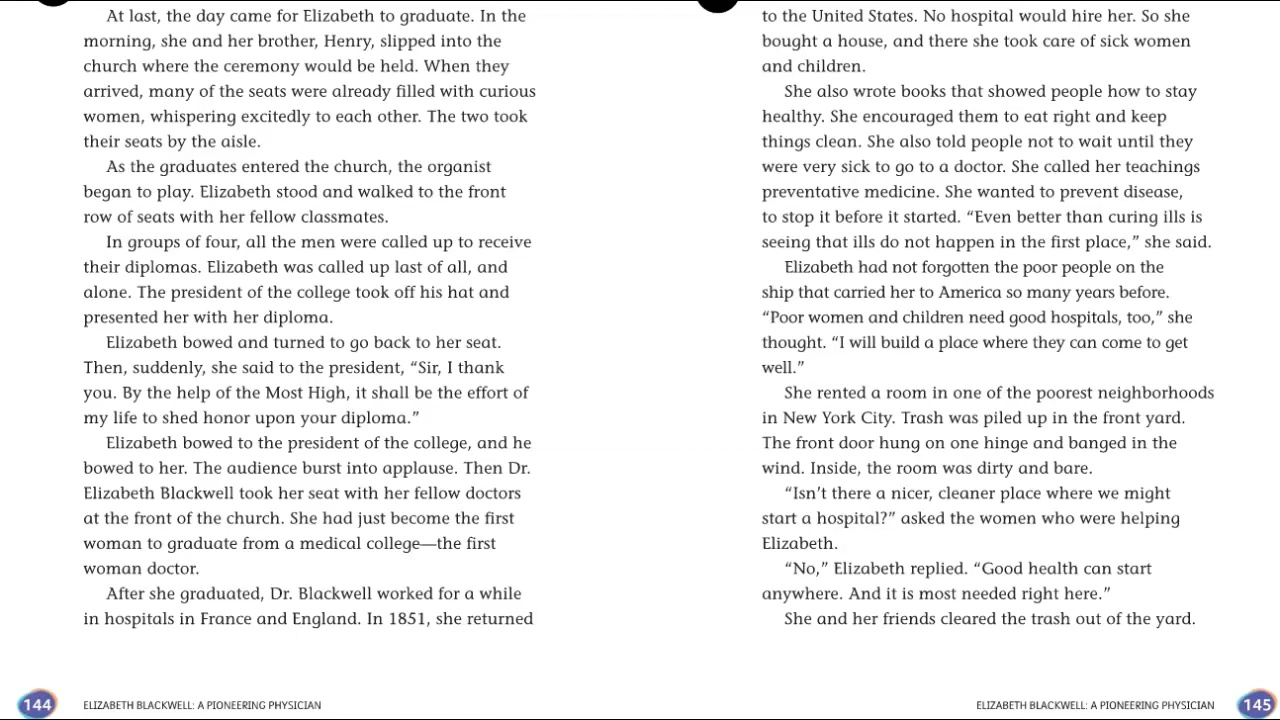 At last, the day came for Elizabeth to graduate. In the
morning, she and her brother, Henry, slipped into the
church where the ceremony would be held. When they
arrived, many of the seats were already filled with curious
women, whispering excitedly to each other. The two took
their seats by the aisle.
As the graduates entered the church, the organist
began to play. Elizabeth stood and walked to the front
row of seats with her fellow classmates.
In groups of four, all the men were called up to receive
their diplomas. Elizabeth was called up last of all, and
alone. The president of the college took off his hat and
presented her with her diploma.
Elizabeth bowed and turned to go back to her seat.
Then, suddenly, she said to the president, “Sir, I thank
you. By the help of the Most High, it shall be the effort of
my life to shed honor upon your diploma.”
Elizabeth bowed to the president of the college, and he
bowed to her. The audience burst into applause. Then Dr.
Elizabeth Blackwell took her seat with her fellow doctors
at the front of the church. She had just become the first
woman to graduate from a medical college—the first
woman doctor.
After she graduated, Dr. Blackwell worked for a while
in hospitals in France and England. In 1851, she returned
144 ELIZABETH BLACKWELL: A PIONEERING PHYSICIAN
to the United States. No hospital would hire her. So she
bought a house, and there she took care of sick women
and children.
She also wrote books that showed people how to stay
healthy. She encouraged them to eat right and keep
things clean. She also told people not to wait until they
were very sick to go to a doctor. She called her teachings
preventative medicine. She wanted to prevent disease,
to stop it before it started. “Even better than curing ills is
seeing that ills do not happen in the first place,” she said.
Elizabeth had not forgotten the poor people on the
ship that carried her to America so many years before.
“Poor women and children need good hospitals, too,” she
thought. “I will build a place where they can come to get
well.”
She rented a room in one of the poorest neighborhoods
in New York City. Trash was piled up in the front yard.
The front door hung on one hinge and banged in the
wind. Inside, the room was dirty and bare.
“Isn’t there a nicer, cleaner place where we might
start a hospital?” asked the women who were helping
Elizabeth.
“No,” Elizabeth replied. “Good health can start
anywhere. And it is most needed right here.”
She and her friends cleared the trash out of the yard.
ELIZABETH BLACKWELL: A PIONEERING PHYSICIAN 145